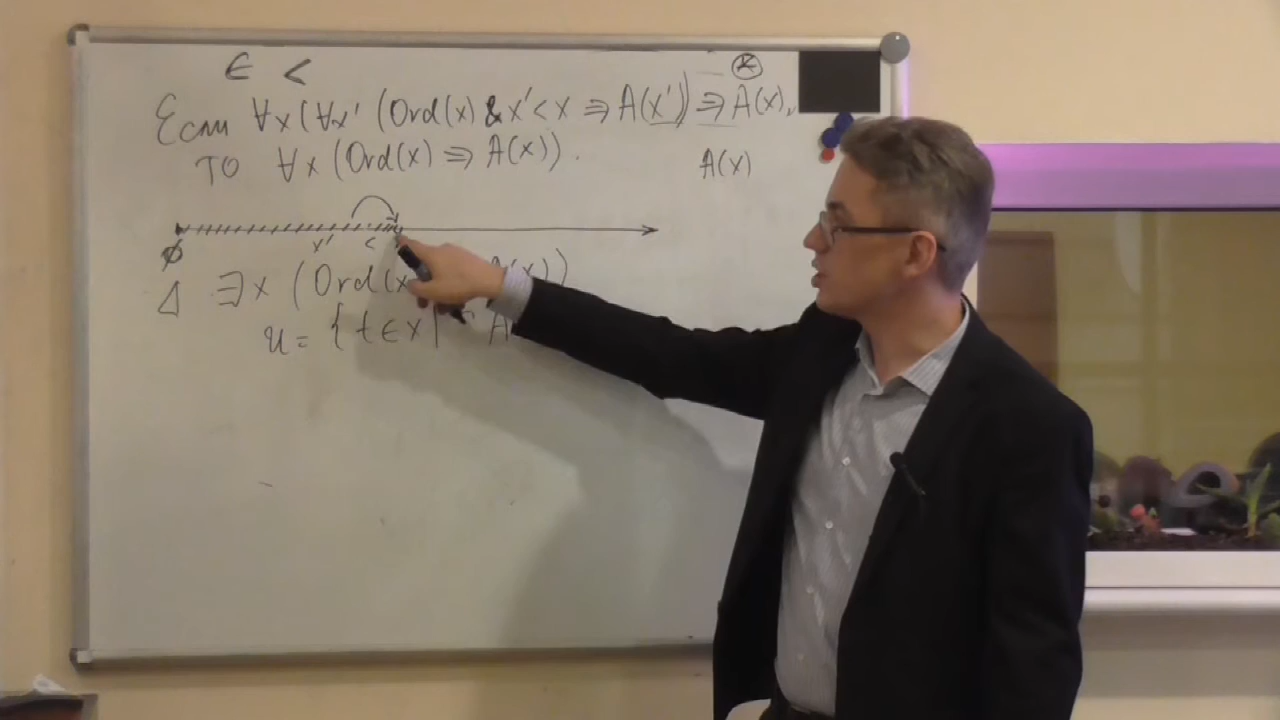 ∈ <
⊛
Если ∀x(∀x' (Ord(x) & x'<x ⇒ A(x')) ⇒ A(x),
то ∀x (Ord(x) ⇒ A(x)).
A(x)
x' <
∅
Δ ∃x (Ord(x A(x))
u = {t ∈ x | ¬ A